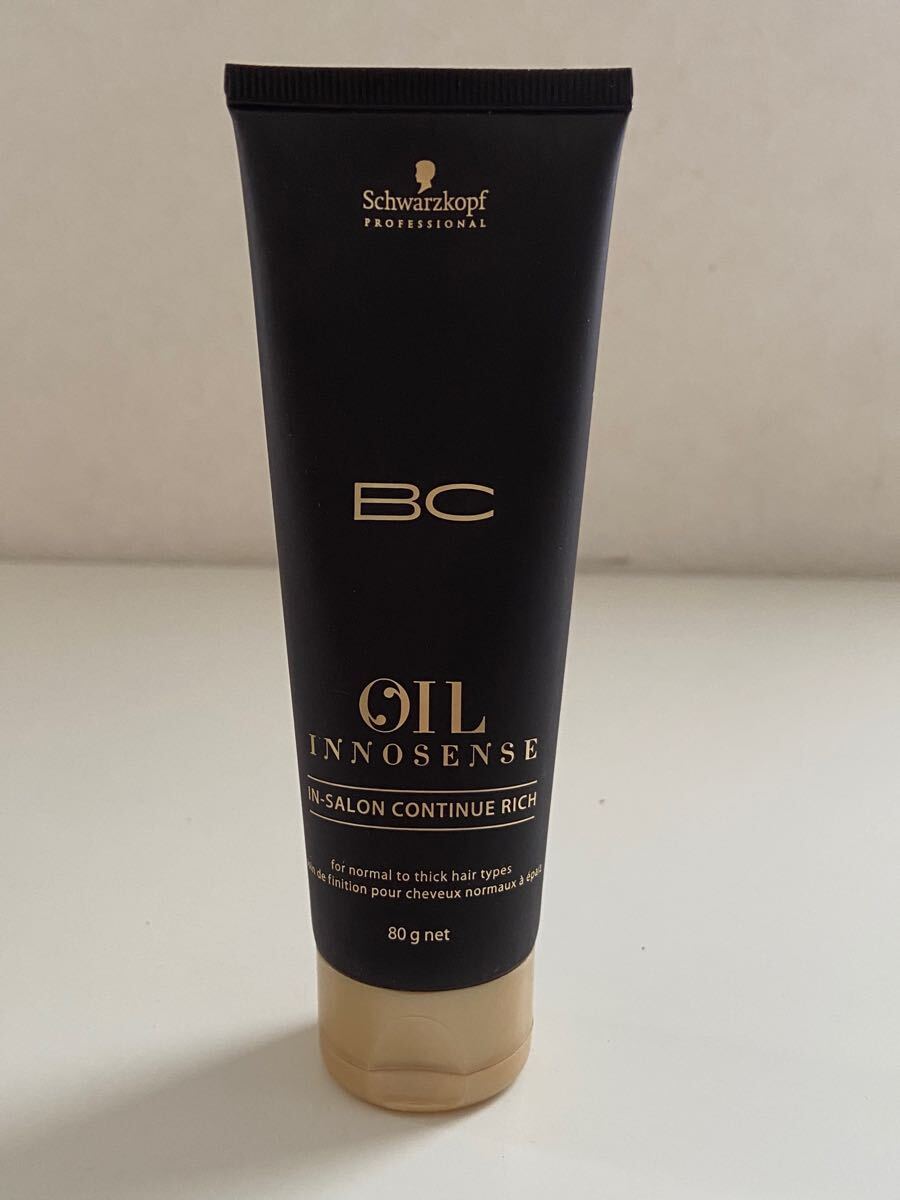 Schwarzkopf
PROFESSIONAL
BC
OIL
INNOSENSE
IN-SALON CONTINUE RICH
for normal to thick hair types
de finition pour cheveux normaux à
80 g net